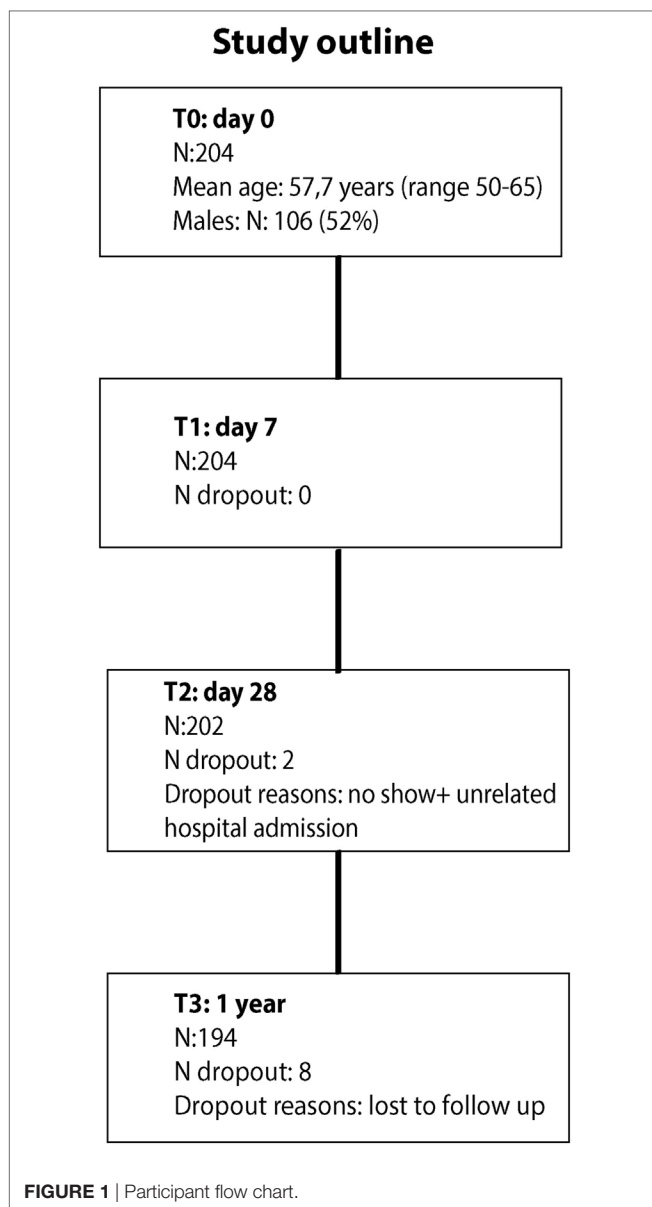 Study outline
T0: day 0
N:204
Mean age: 57,7 years (range 50-65)
Males: N: 106 (52%)
T1: day 7
N:204
N dropout: 0
T2: day 28
N:202
N dropout: 2
Dropout reasons: no show+ unrelated
hospital admission
T3: 1 year
N:194
N dropout: 8
Dropout reasons: lost to follow up
FIGURE 1 | Participant flow chart.